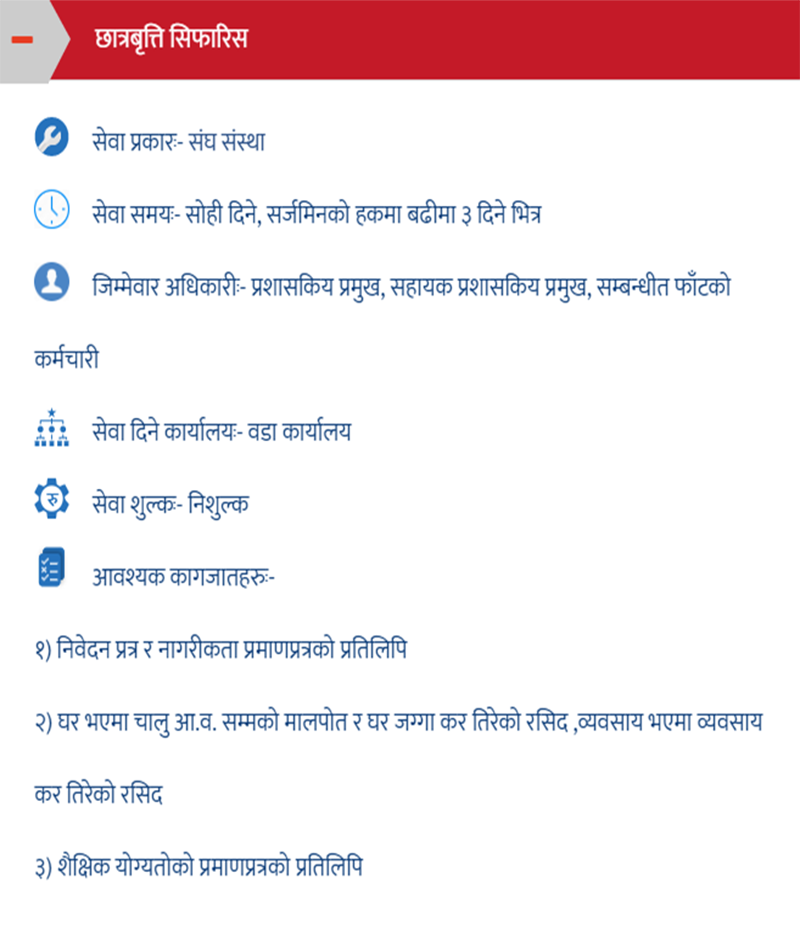 छात्रबृत्ति सिफारिस
सेवा प्रकारः- संघ संस्था
सेवा समयः- सोही दिने, सर्जमिनको हकमा बढीमा ३ दिने भित्र
जिम्मेवार अधिकारीः- प्रशासकिय प्रमुख, सहायक प्रशासकिय प्रमुख, सम्बन्धीत फाँटको
कर्मचारी
सेवा दिने कार्यालयः- वडा कार्यालय
रु
सेवा शुल्कः- निशुल्क
आवश्यक कागजातहरुः-
१) निवेदन प्रत्र र नागरीकता प्रमाणप्रत्रको प्रतिलिपि
२) घर भएमा चालु आ.व. सम्मको मालपोत र घर जग्गा कर तिरेको रसिद ,व्यवसाय भएमा व्यवसाय
कर तिरेको रसिद
३) शैक्षिक योग्यतोको प्रमाणप्रत्रको प्रतिलिपि